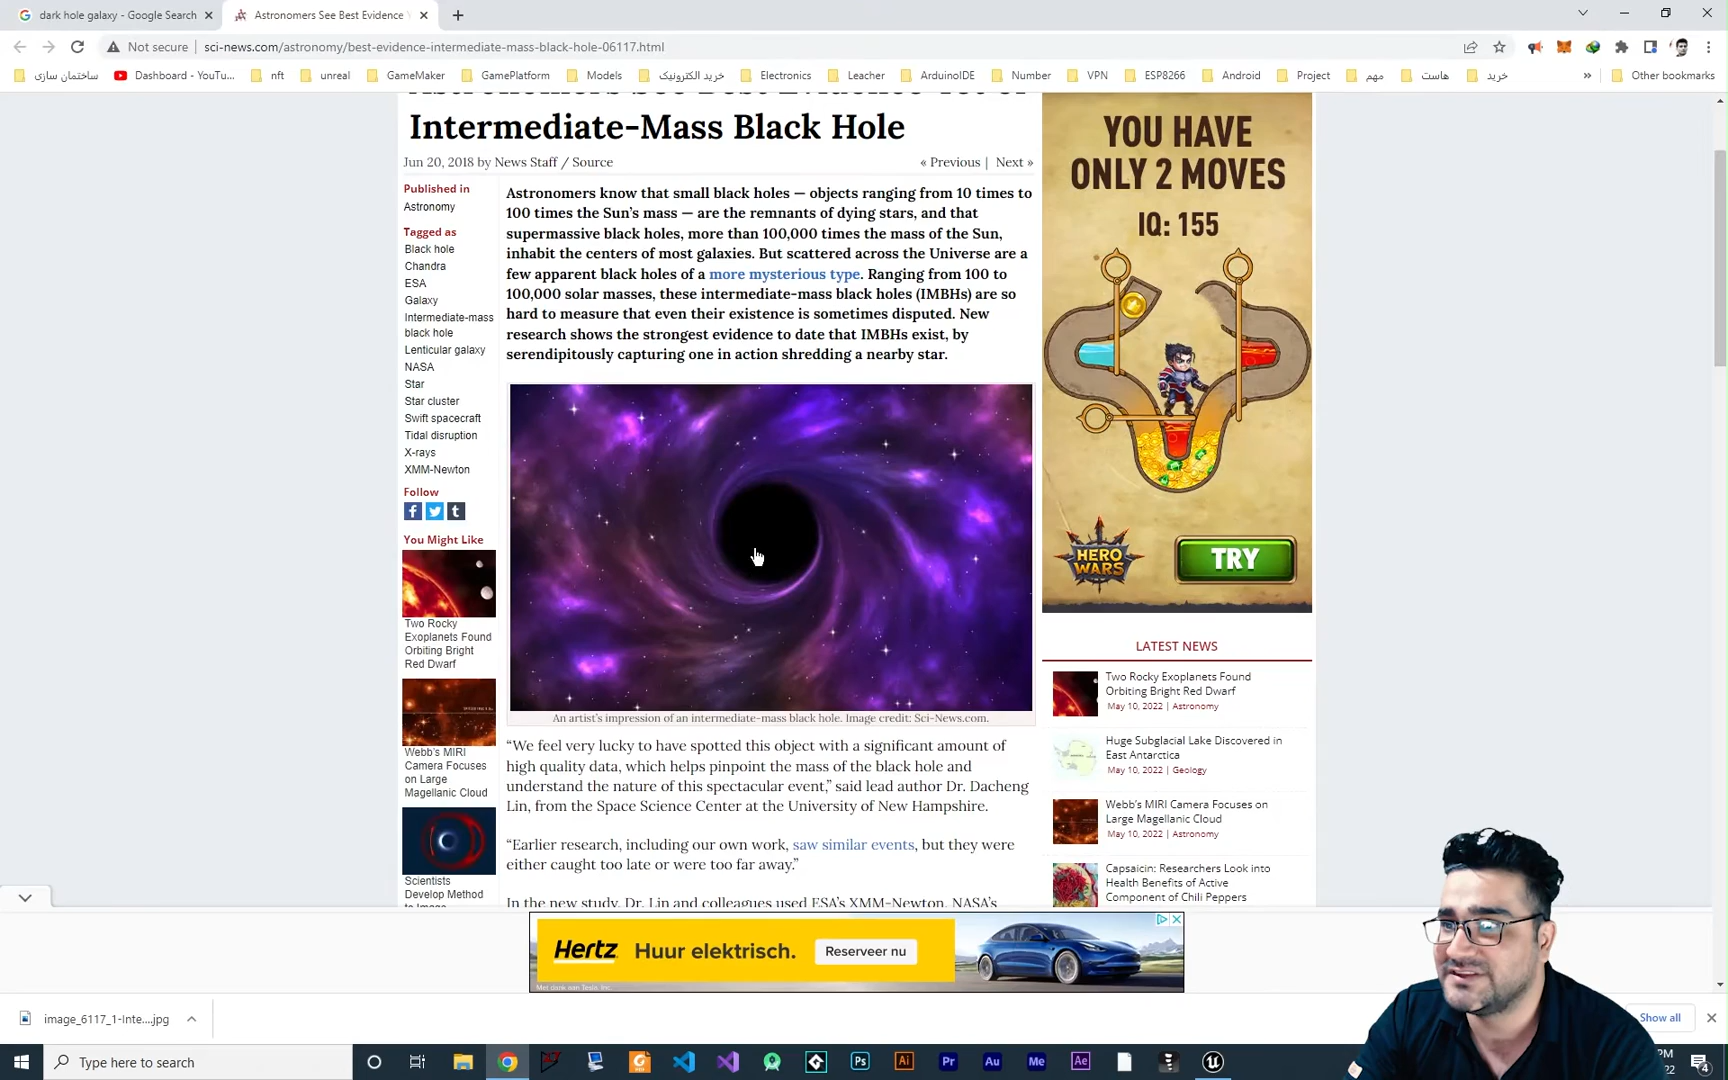 dark hole galaxy - Google Search
Astronomers See Best Evidence
Not secure
sci-news.com/astronomy/best-evidence-intermediate-mass-black-hole-06117.html
ساختمان سازی
Dashboard - YouTu...
nft
unreal
GameMaker
GamePlatform
Models
خرید الکترونیک
Electronics
Leacher
ArduinoIDE
Number
VPN
ESP8266
Android
Project
مهم
هاست
خرید
»
Other bookmarks
Astronomers See Best Evidence Yet of
Intermediate-Mass Black Hole
Jun 20, 2018 by News Staff / Source
« Previous | Next »
Published in
Astronomy
Tagged as
Black hole
Chandra
ESA
Galaxy
Intermediate-mass
black hole
Lenticular galaxy
NASA
Star
Star cluster
Swift spacecraft
Tidal disruption
X-rays
XMM-Newton
Follow
You Might Like
Two Rocky
Exoplanets Found
Orbiting Bright
Red Dwarf
Webb's MIRI
Camera Focuses
on Large
Magellanic Cloud
Scientists
Develop Method
Astronomers know that small black holes — objects ranging from 10 times to
100 times the Sun's mass — are the remnants of dying stars, and that
supermassive black holes, more than 100,000 times the mass of the Sun,
inhabit the centers of most galaxies. But scattered across the Universe are a
few apparent black holes of a more mysterious type. Ranging from 100 to
100,000 solar masses, these intermediate-mass black holes (IMBHs) are so
hard to measure that even their existence is sometimes disputed. New
research shows the strongest evidence to date that IMBHs exist, by
serendipitously capturing one in action shredding a nearby star.
An artist's impression of an intermediate-mass black hole. Image credit: Sci-News.com.
“We feel very lucky to have spotted this object with a significant amount of
high quality data, which helps pinpoint the mass of the black hole and
understand the nature of this spectacular event,” said lead author Dr. Dacheng
Lin, from the Space Science Center at the University of New Hampshire.
“Earlier research, including our own work, saw similar events, but they were
either caught too late or were too far away.”
In the new study, Dr. Lin and colleagues used ESA's XMM-Newton, NASA's
YOU HAVE
ONLY 2 MOVES
IQ: 155
HERO
WARS
TRY
LATEST NEWS
Two Rocky Exoplanets Found
Orbiting Bright Red Dwarf
May 10, 2022 | Astronomy
Huge Subglacial Lake Discovered in
East Antarctica
May 10, 2022 | Geology
Webb's MIRI Camera Focuses on
Large Magellanic Cloud
May 10, 2022 | Astronomy
Capsaicin: Researchers Look into
Health Benefits of Active
Component of Chili Peppers
Hertz
Huur elektrisch.
Reserveer nu
Met dank aan Tesla, Inc.
image_6117_1-Inte....jpg
Show all
Type here to search
Ps
Ai
Pr
Au
Me
Ae
PM
22
4